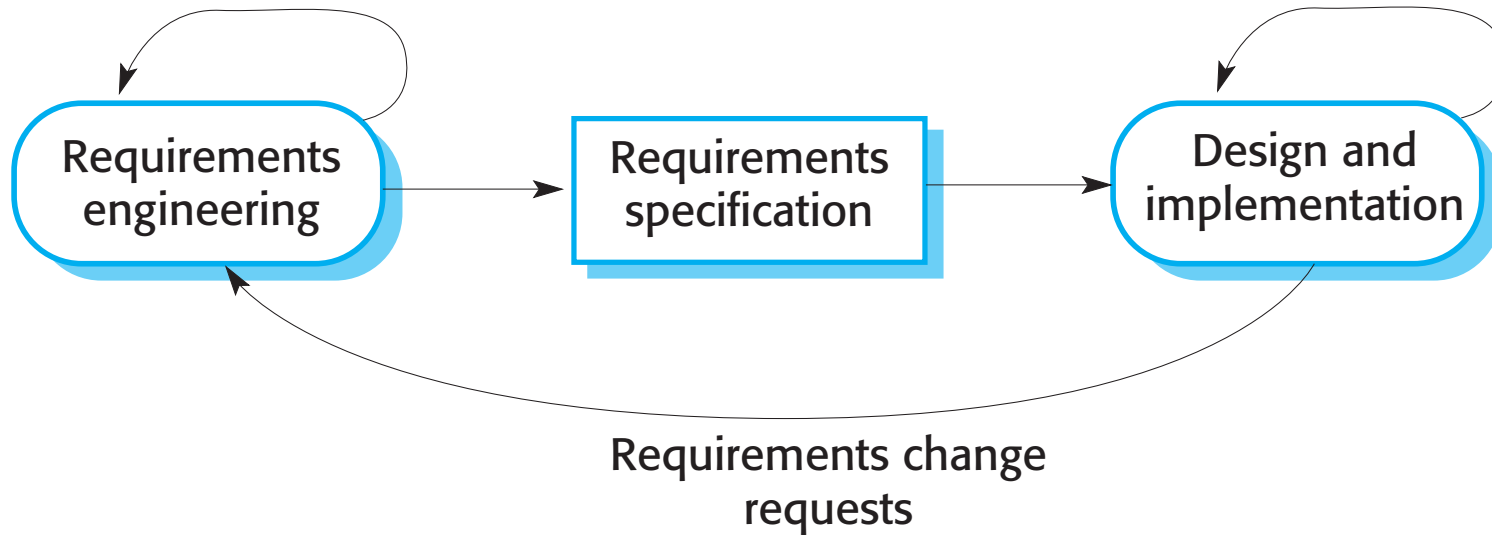 Requirements
engineering
Requirements
specification
Design and
implementation
Requirements change
requests